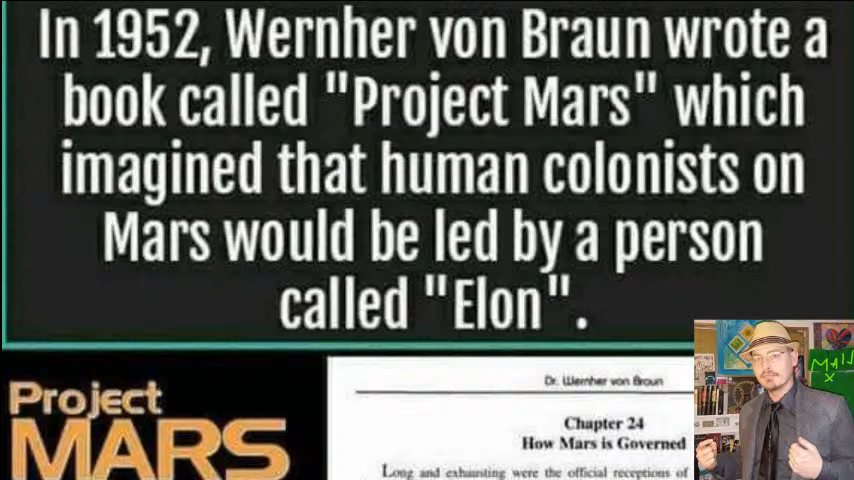 In 1952, Wernher von Braun wrote a
book called "Project Mars" which
imagined that human colonists on
Mars would be led by a person
called "Elon".
Project
MARS
Dr. Wernher von Braun
Chapter 24
How Mars is Governed
Long and exhausting were the official receptions of
MAIN
X